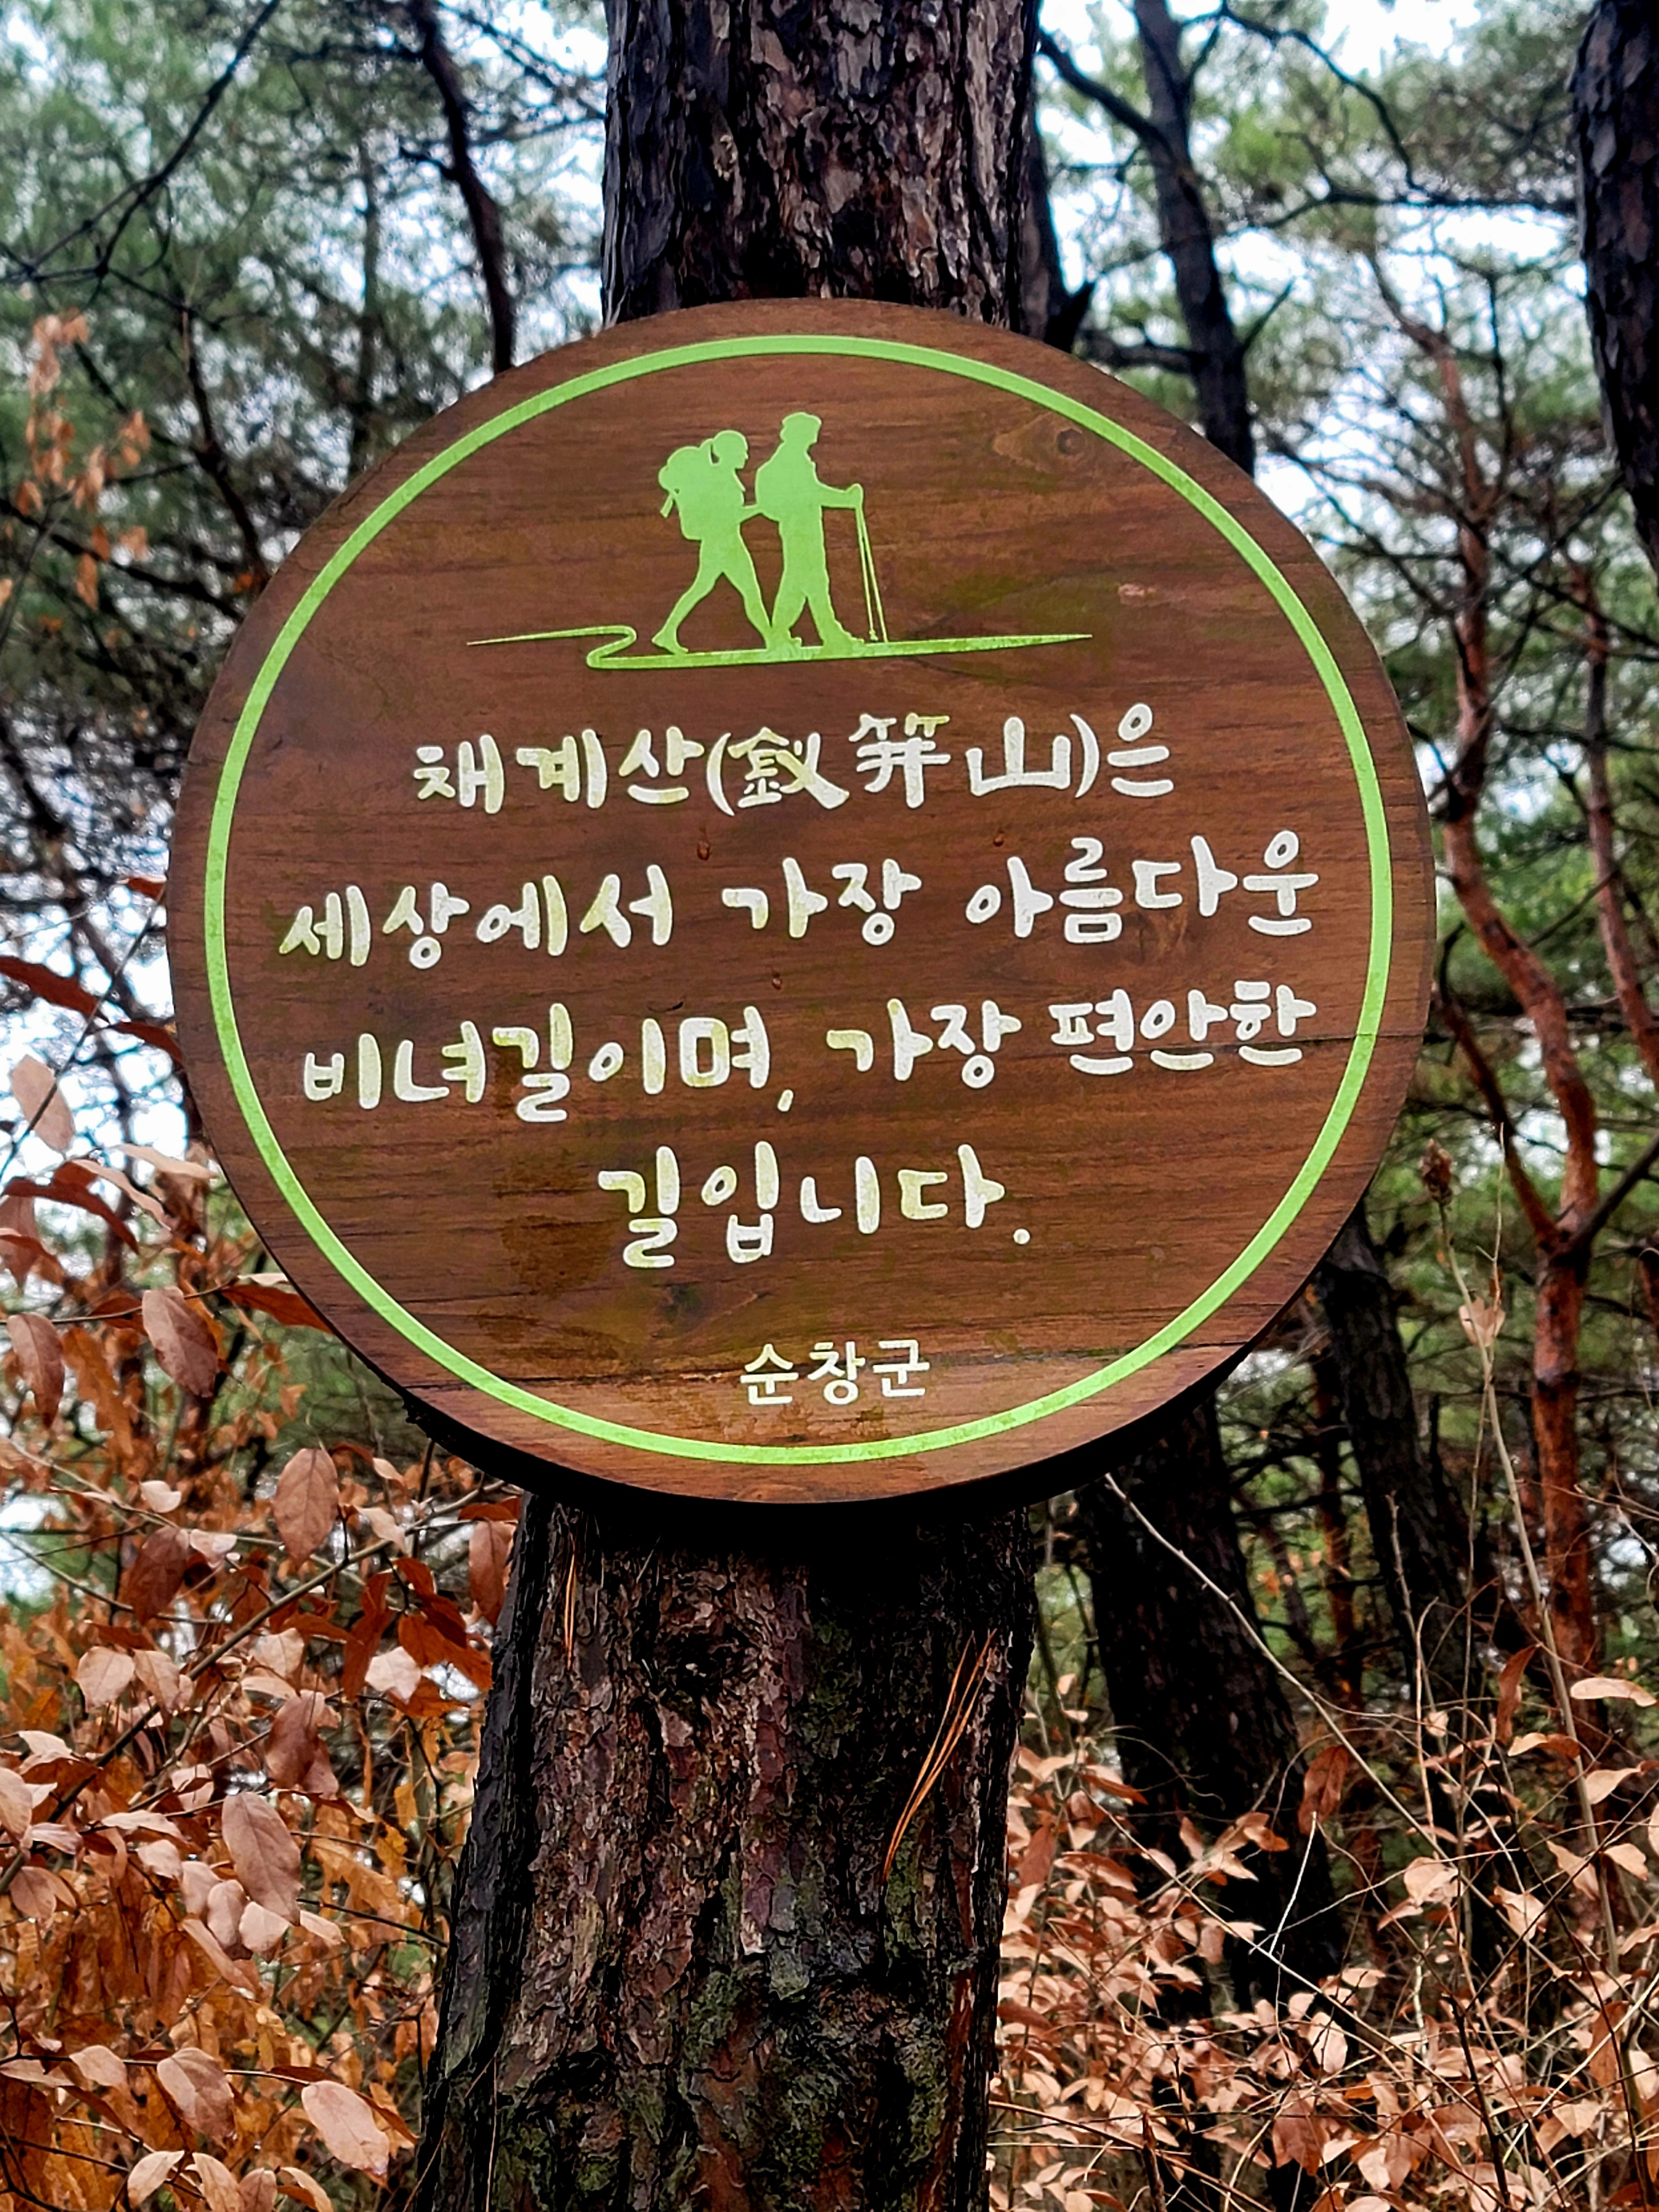 채계산(釵笄山)은
세상에서 가장 아름다운
비녀길이며, 가장 편안한
길입니다.
순창군